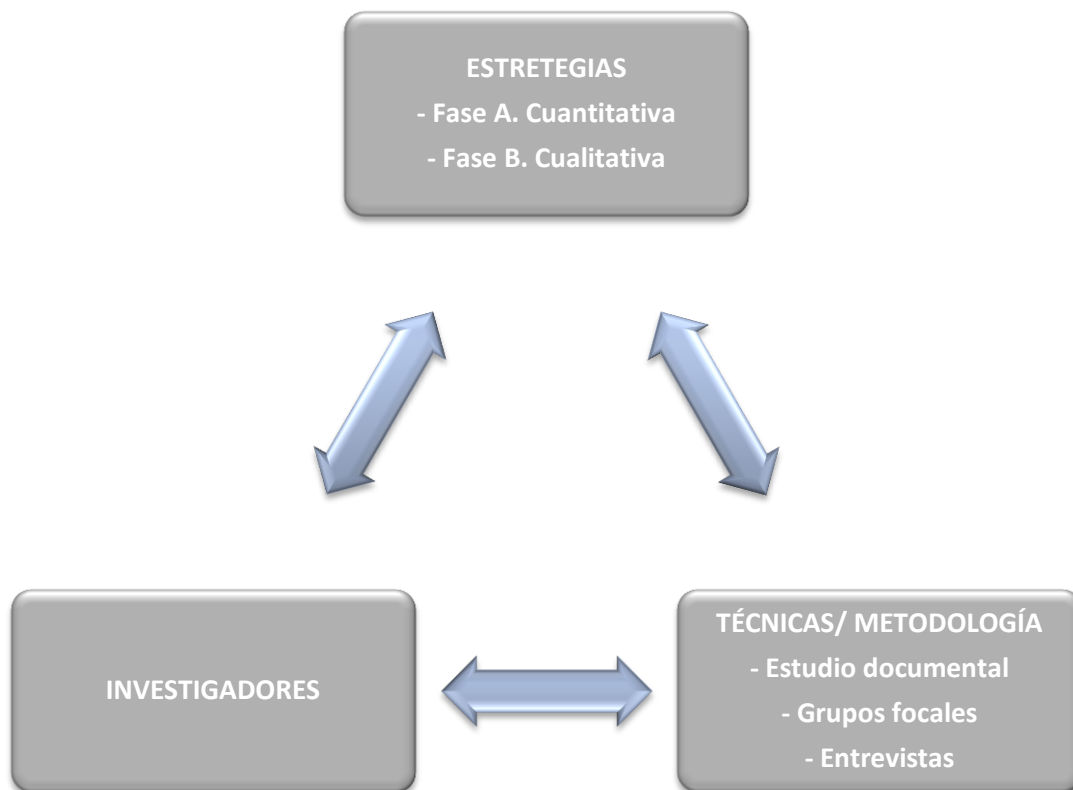 ESTRETEGIAS
- Fase A. Cuantitativa
- Fase B. Cualitativa
INVESTIGADORES
TÉCNICAS/ METODOLOGÍA
- Estudio documental
- Grupos focales
- Entrevistas